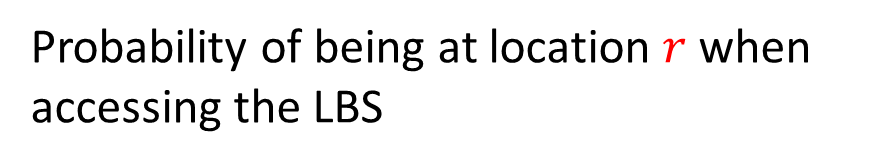 Probability of being at location r when
accessing the LBS